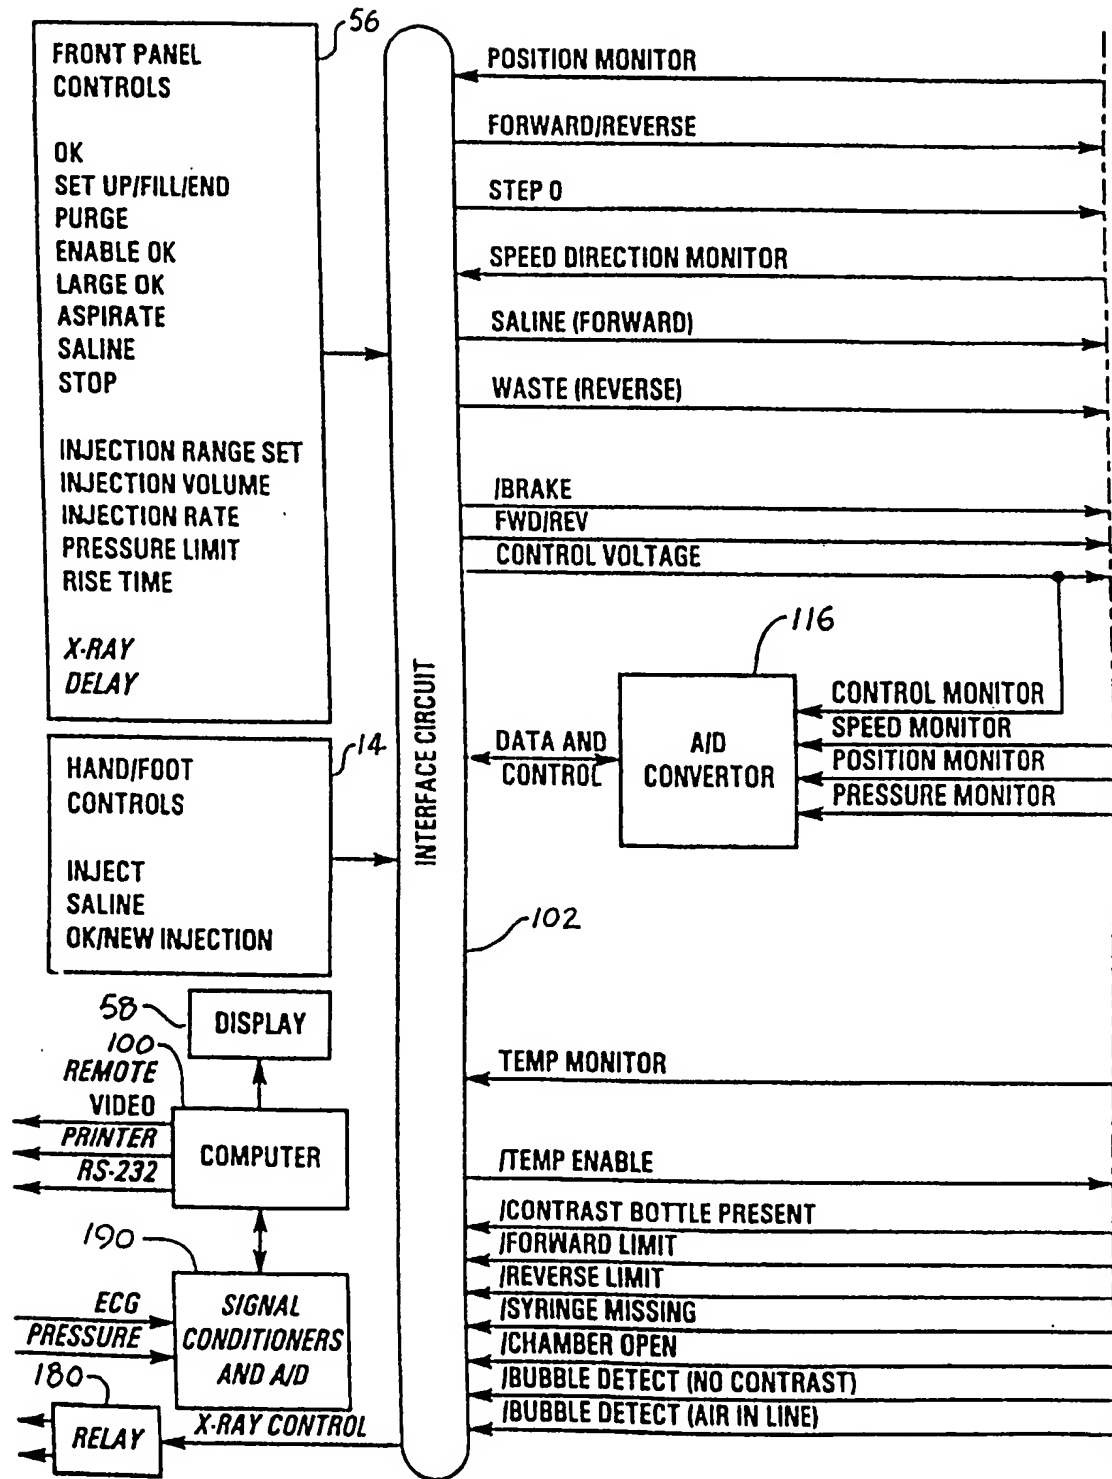 56
FRONT PANEL
CONTROLS
OK
SET UP/FILL/END
PURGE
ENABLE OK
LARGE OK
ASPIRATE
SALINE
STOP
INJECTION RANGE SET
INJECTION VOLUME
INJECTION RATE
PRESSURE LIMIT
RISE TIME
X-RAY
DELAY
14
HAND/FOOT
CONTROLS
INJECT
SALINE
OK/NEW INJECTION
58
DISPLAY
100
REMOTE
VIDEO
PRINTER
RS-232
COMPUTER
190
ECG
PRESSURE
SIGNAL
CONDITIONERS
AND A/D
180
RELAY
X-RAY CONTROL
INTERFACE CIRCUIT
102
POSITION MONITOR
FORWARD/REVERSE
STEP 0
SPEED DIRECTION MONITOR
SALINE (FORWARD)
WASTE (REVERSE)
/BRAKE
FWD/REV
CONTROL VOLTAGE
116
DATA AND
CONTROL
A/D
CONVERTOR
CONTROL MONITOR
SPEED MONITOR
POSITION MONITOR
PRESSURE MONITOR
TEMP MONITOR
/TEMP ENABLE
/CONTRAST BOTTLE PRESENT
/FORWARD LIMIT
/REVERSE LIMIT
/SYRINGE MISSING
/CHAMBER OPEN
/BUBBLE DETECT (NO CONTRAST)
/BUBBLE DETECT (AIR IN LINE)